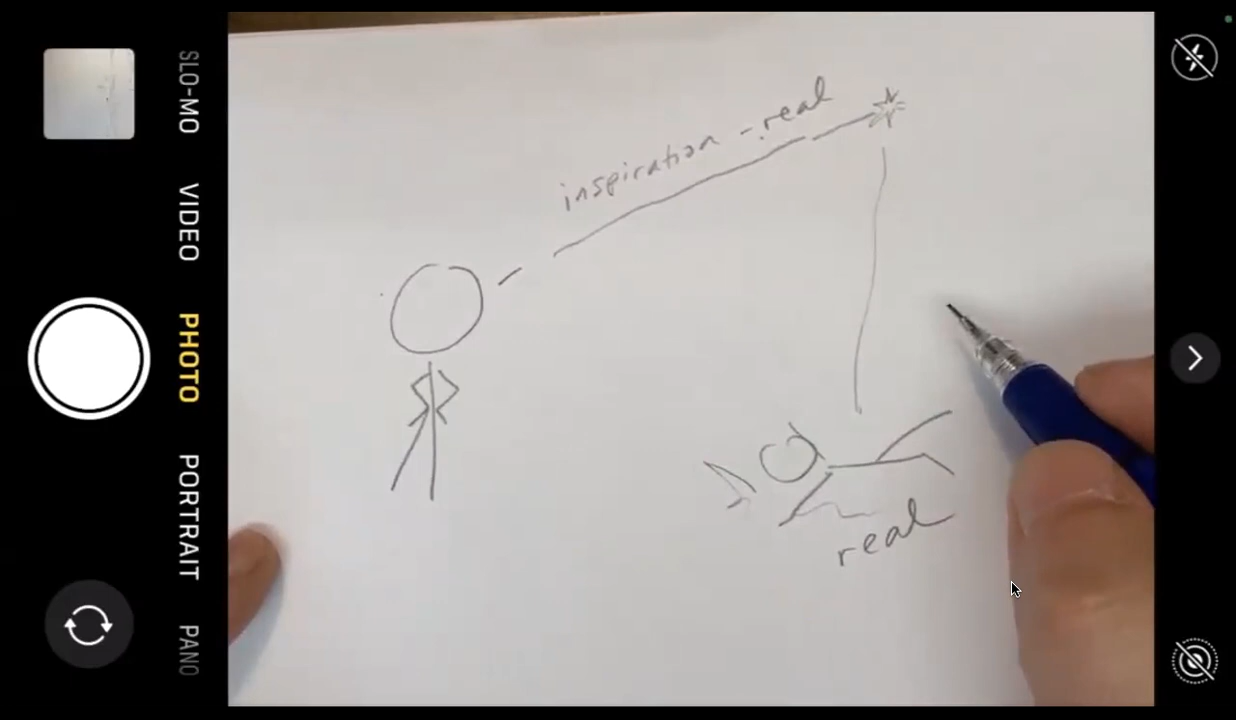 SLO-MO
VIDEO
PHOTO
PORTRAIT
PANO
inspiration - real
real